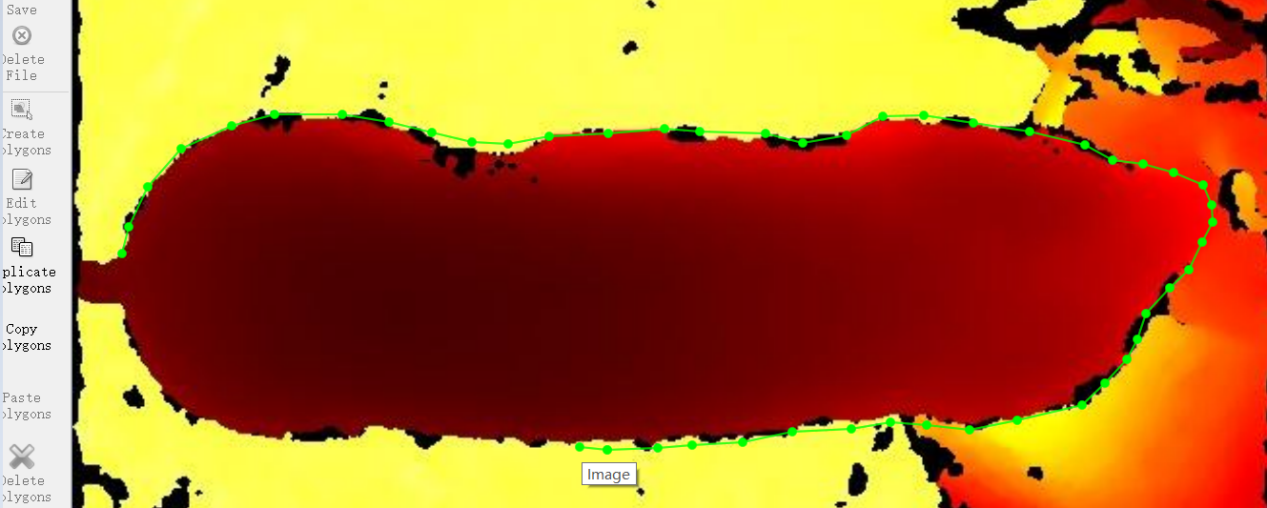 Save
Delete
File
Create
olygons
Edit
olygons
plicate
olygons
Copy
olygons
Paste
olygons
Delete
olygons
Image